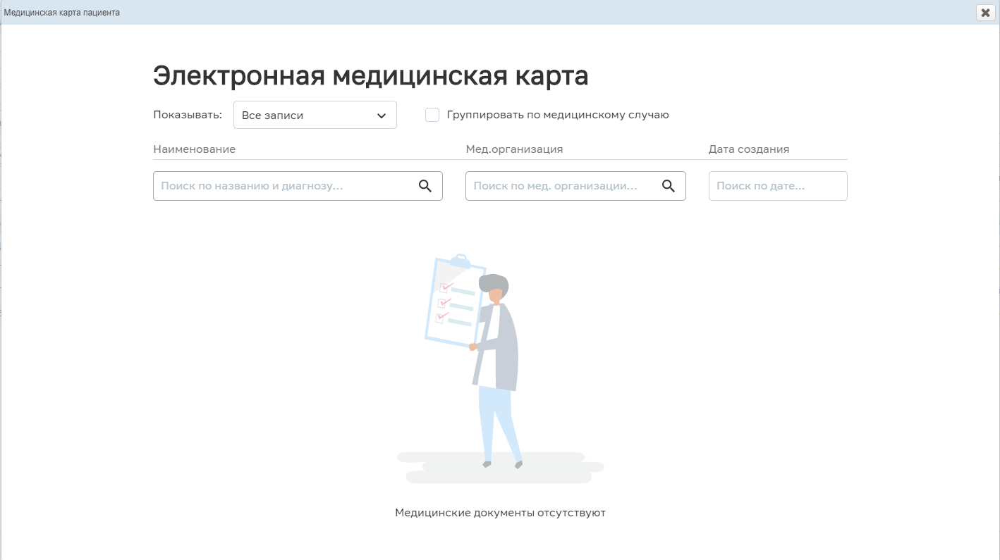 Медицинская карта пациента
Электронная медицинская карта
Показывать: Все записи Группировать по медицинскому случаю
Наименование Мед.организация Дата создания
Поиск по названию и диагнозу... Поиск по мед. организации... Поиск по дате...
Медицинские документы отсутствуют